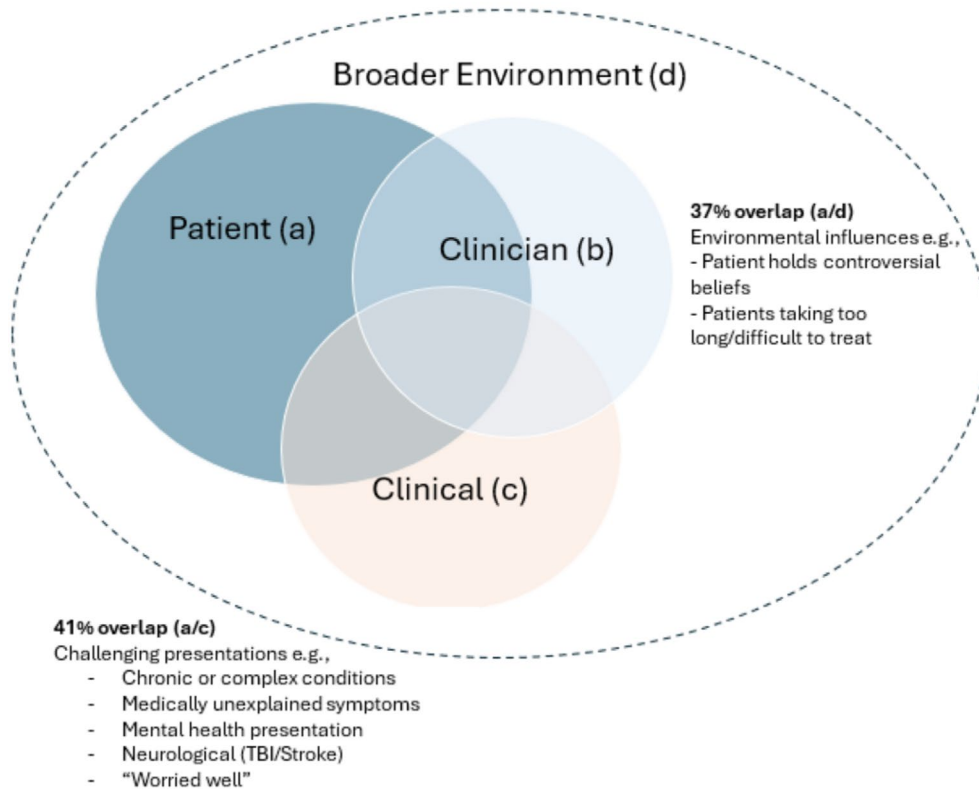 Broader Environment (d)
Patient (a)
Clinician (b)
37% overlap (a/d)
Environmental influences e.g.,
- Patient holds controversial
beliefs
- Patients taking too
long/difficult to treat
Clinical (c)
41% overlap (a/c)
Challenging presentations e.g.,
- Chronic or complex conditions
- Medically unexplained symptoms
- Mental health presentation
- Neurological (TBI/Stroke)
- “Worried well”